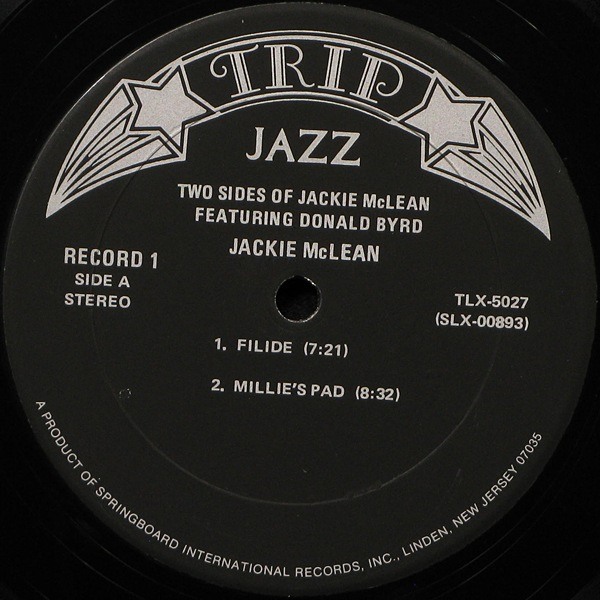 TRIP
JAZZ
TWO SIDES OF JACKIE McLEAN
FEATURING DONALD BYRD
JACKIE McLEAN
RECORD 1
SIDE A
STEREO
TLX-5027
(SLX-00893)
1. FILIDE (7:21)
2. MILLIE'S PAD (8:32)
A PRODUCT OF SPRINGBOARD INTERNATIONAL RECORDS, INC., LINDEN, NEW JERSEY 07035